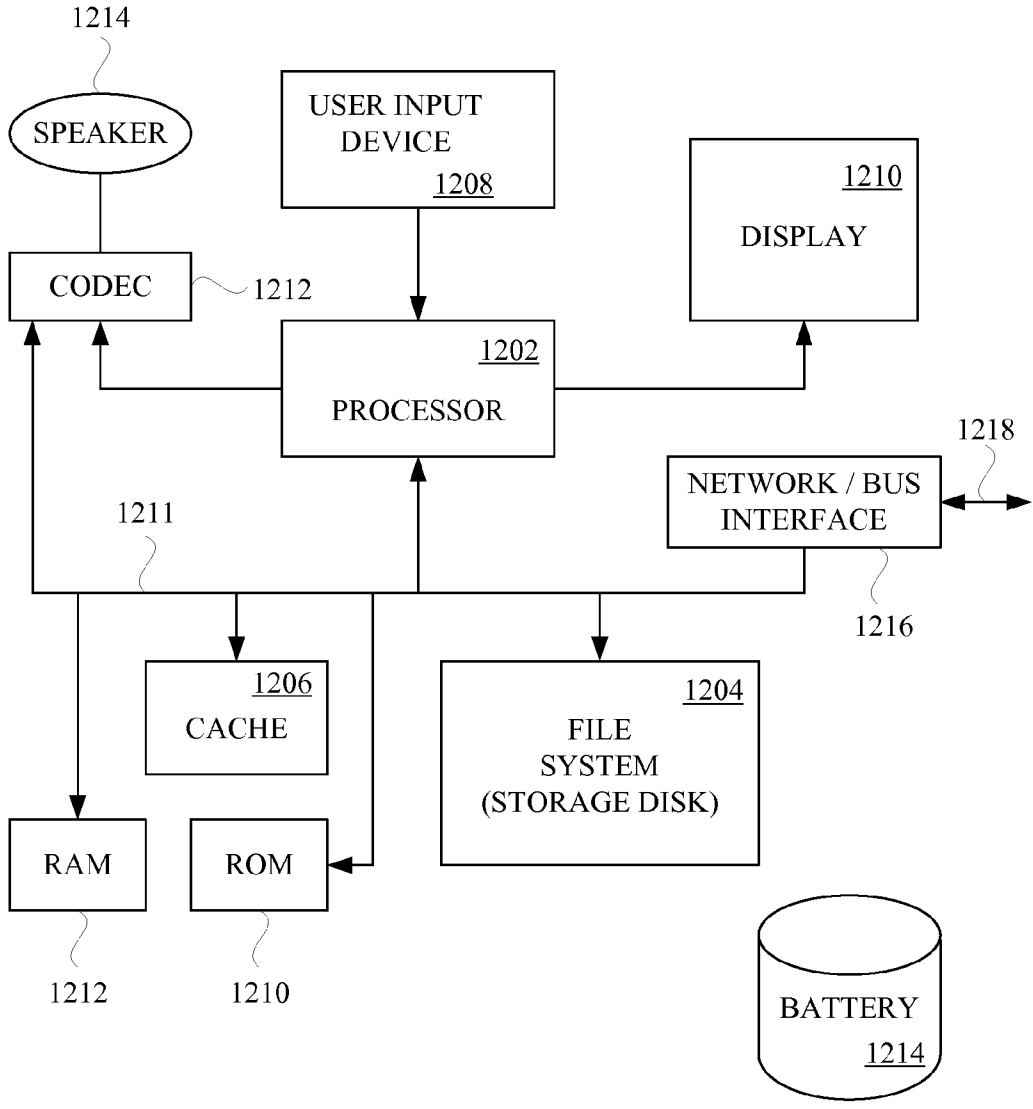 1214
SPEAKER
USER INPUT
DEVICE
1208
1210
DISPLAY
CODEC
1212
1202
PROCESSOR
1218
NETWORK / BUS
INTERFACE
1211
1216
1206
CACHE
1204
FILE
SYSTEM
(STORAGE DISK)
RAM
ROM
1212
1210
BATTERY
1214